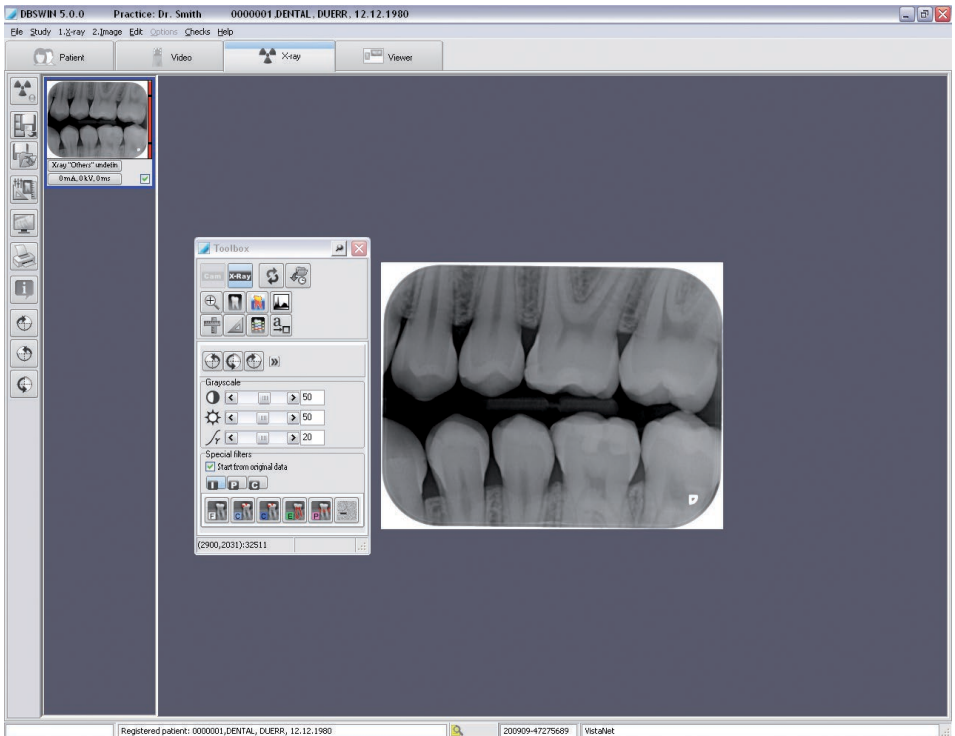 DBSWIN 5.0.0 Practice: Dr. Smith 0000001 ,DENTAL , DUERR, 12.12.1980
File Study 1.X-ray 2.Image Edit Options Checks Help
Patient Video X-ray Viewer
Xray "Others" undefin
0mA,0kV,0ms
Toolbox
Cam X-Ray
a
Grayscale
50
50
20
Special filters
Start from original data
I P C
F
(2900,2031):32511
Registered patient: 0000001,DENTAL, DUERR, 12.12.1980 200909-47275689 VistaNet